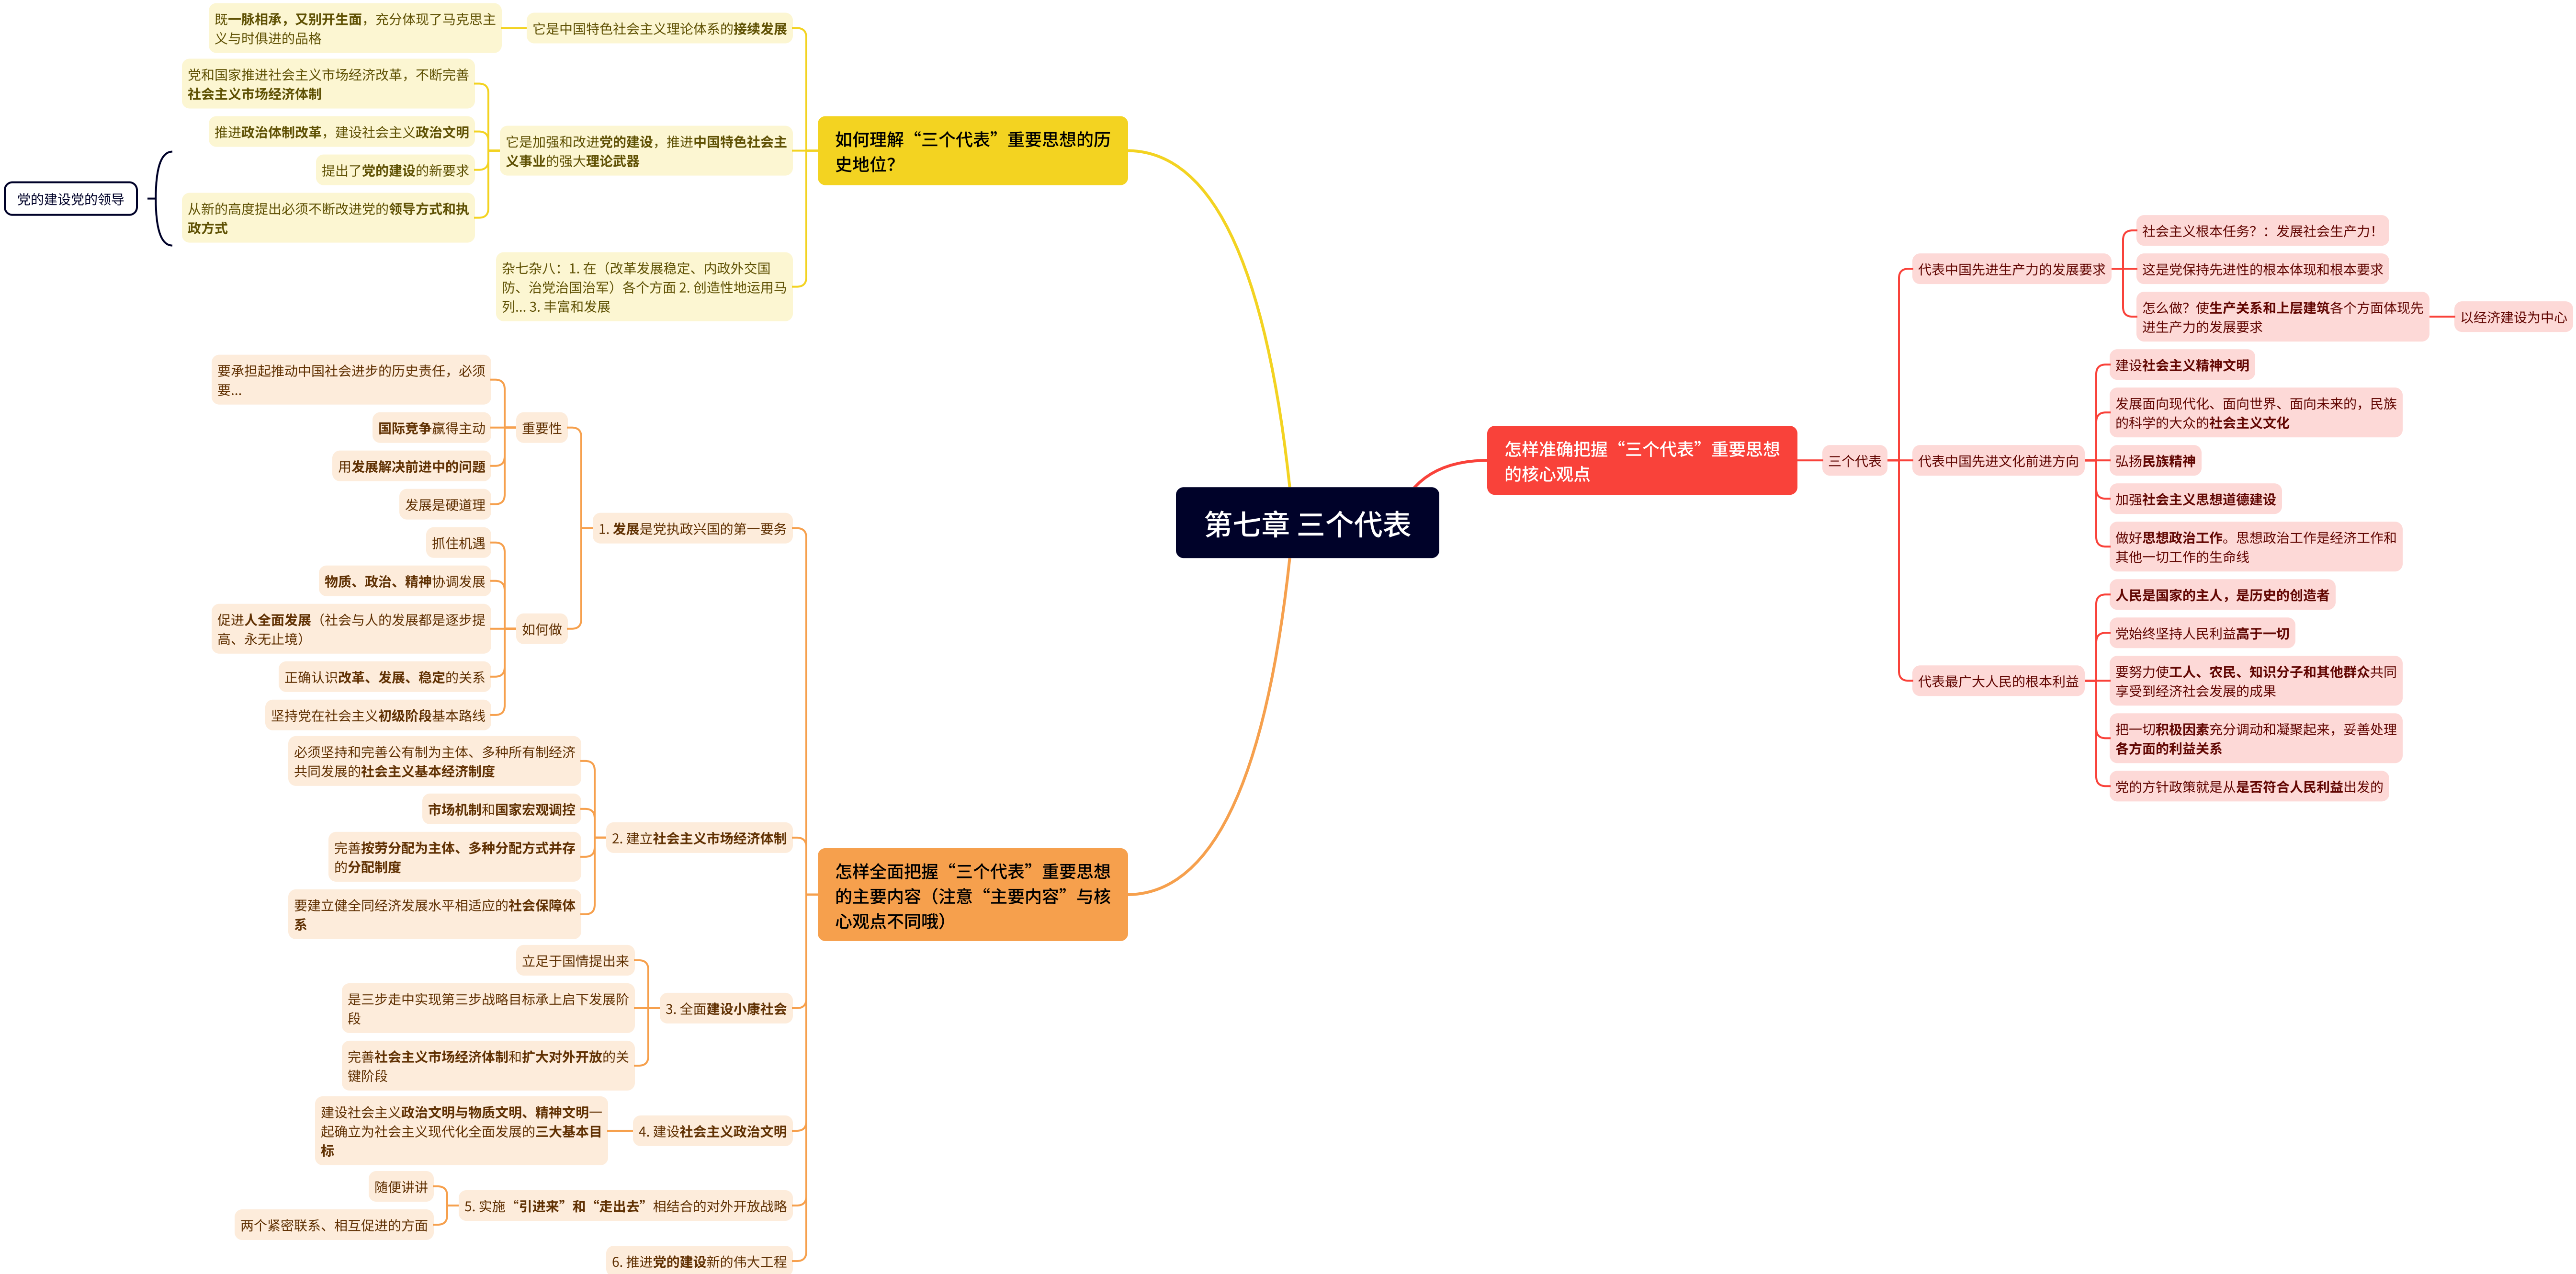 第七章 三个代表
怎样准确把握“三个代表”重要思想
的核心观点
三个代表
代表中国先进生产力的发展要求
社会主义根本任务？：发展社会生产力！
这是党保持先进性的根本体现和根本要求
怎么做？使生产关系和上层建筑各个方面体现先
进生产力的发展要求
以经济建设为中心
代表中国先进文化前进方向
建设社会主义精神文明
发展面向现代化、面向世界、面向未来的，民族
的科学的大众的社会主义文化
弘扬民族精神
加强社会主义思想道德建设
做好思想政治工作。思想政治工作是经济工作和
其他一切工作的生命线
代表最广大人民的根本利益
人民是国家的主人，是历史的创造者
党始终坚持人民利益高于一切
要努力使工人、农民、知识分子和其他群众共同
享受到经济社会发展的成果
把一切积极因素充分调动和凝聚起来，妥善处理
各方面的利益关系
党的方针政策就是从是否符合人民利益出发的
如何理解“三个代表”重要思想的历
史地位？
它是中国特色社会主义理论体系的接续发展
既一脉相承，又别开生面，充分体现了马克思主
义与时俱进的品格
它是加强和改进党的建设，推进中国特色社会主
义事业的强大理论武器
党和国家推进社会主义市场经济改革，不断完善
社会主义市场经济体制
推进政治体制改革，建设社会主义政治文明
提出了党的建设的新要求
从新的高度提出必须不断改进党的领导方式和执
政方式
党的建设党的领导
杂七杂八：1. 在（改革发展稳定、内政外交国
防、治党治国治军）各个方面 2. 创造性地运用马
列... 3. 丰富和发展
怎样全面把握“三个代表”重要思想
的主要内容（注意“主要内容”与核
心观点不同哦）
1. 发展是党执政兴国的第一要务
重要性
要承担起推动中国社会进步的历史责任，必须
要...
国际竞争赢得主动
用发展解决前进中的问题
发展是硬道理
如何做
抓住机遇
物质、政治、精神协调发展
促进人全面发展（社会与人的发展都是逐步提
高、永无止境）
正确认识改革、发展、稳定的关系
坚持党在社会主义初级阶段基本路线
2. 建立社会主义市场经济体制
必须坚持和完善公有制为主体、多种所有制经济
共同发展的社会主义基本经济制度
市场机制和国家宏观调控
完善按劳分配为主体、多种分配方式并存
的分配制度
要建立健全同经济发展水平相适应的社会保障体
系
3. 全面建设小康社会
立足于国情提出来
是三步走中实现第三步战略目标承上启下发展阶
段
完善社会主义市场经济体制和扩大对外开放的关
键阶段
4. 建设社会主义政治文明
建设社会主义政治文明与物质文明、精神文明一
起确立为社会主义现代化全面发展的三大基本目
标
5. 实施“引进来”和“走出去”相结合的对外开放战略
随便讲讲
两个紧密联系、相互促进的方面
6. 推进党的建设新的伟大工程